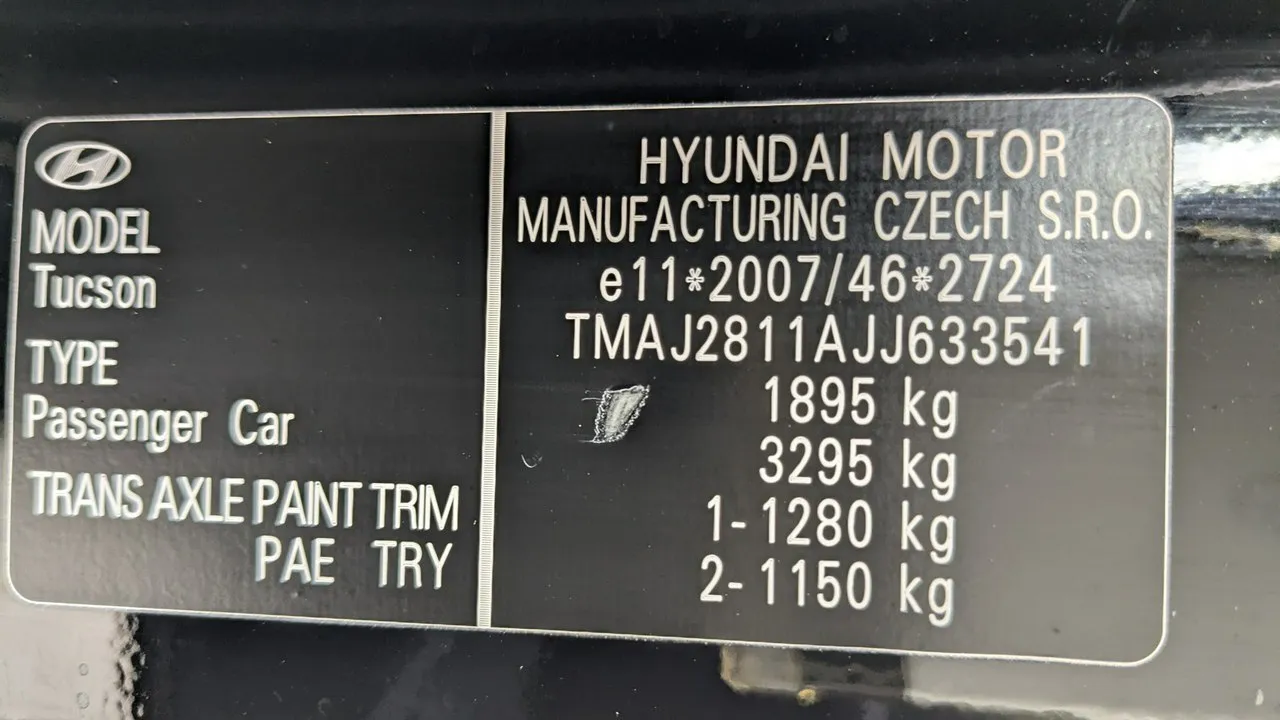 MODEL
Tucson
TYPE
Passenger Car
TRANS AXLE PAINT TRIM
PAE TRY
HYUNDAI MOTOR
MANUFACTURING CZECH S.R.O.
e11*2007/46*2724
TMAJ2811AJJ633541
1895 kg
3295 kg
1-1280 kg
2-1150 kg